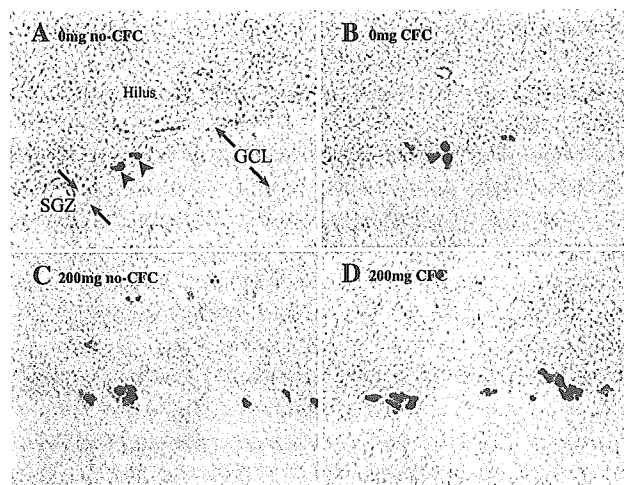 A 0mg no-CFC
B 0mg CFC
Hilus
GCL
SGZ
C 200mg no-CFC
D 200mg CFC